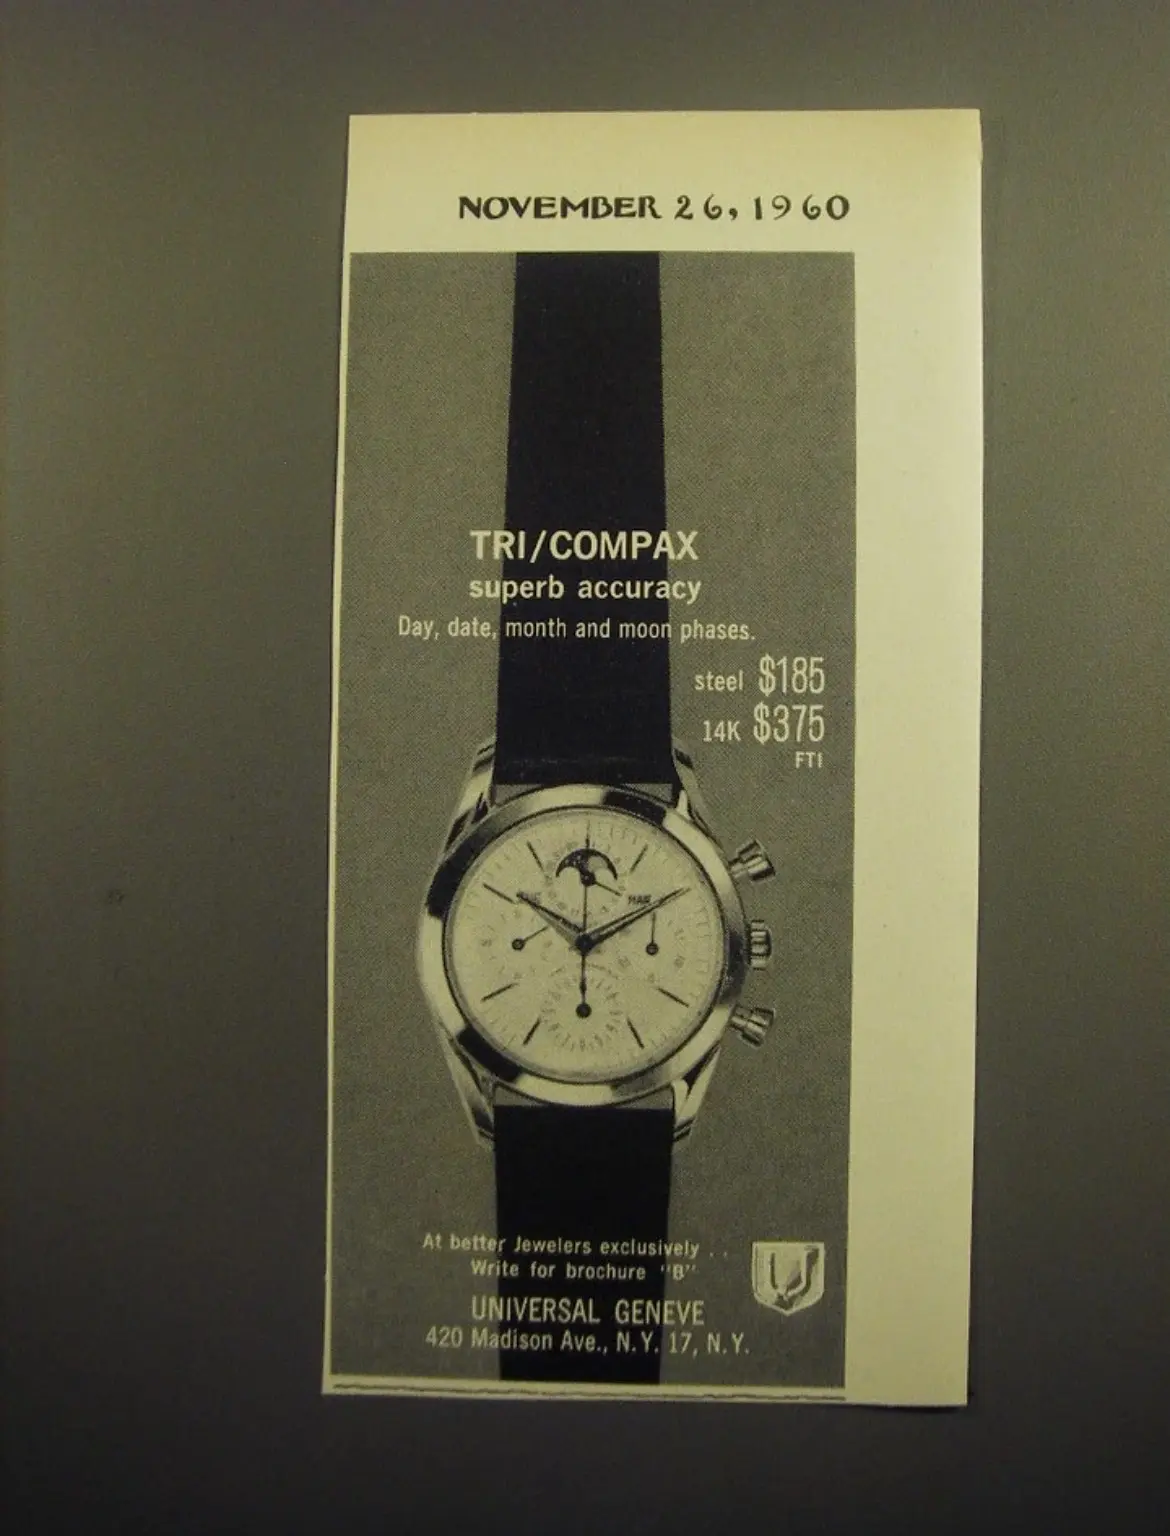 NOVEMBER 26, 1960
TRI/COMPAX
superb accuracy
Day, date, month and moon phases.
steel $185
14K $375
FTI
MAR
At better Jewelers exclusively . .
Write for brochure "B"
UNIVERSAL GENEVE
420 Madison Ave., N.Y. 17, N.Y.